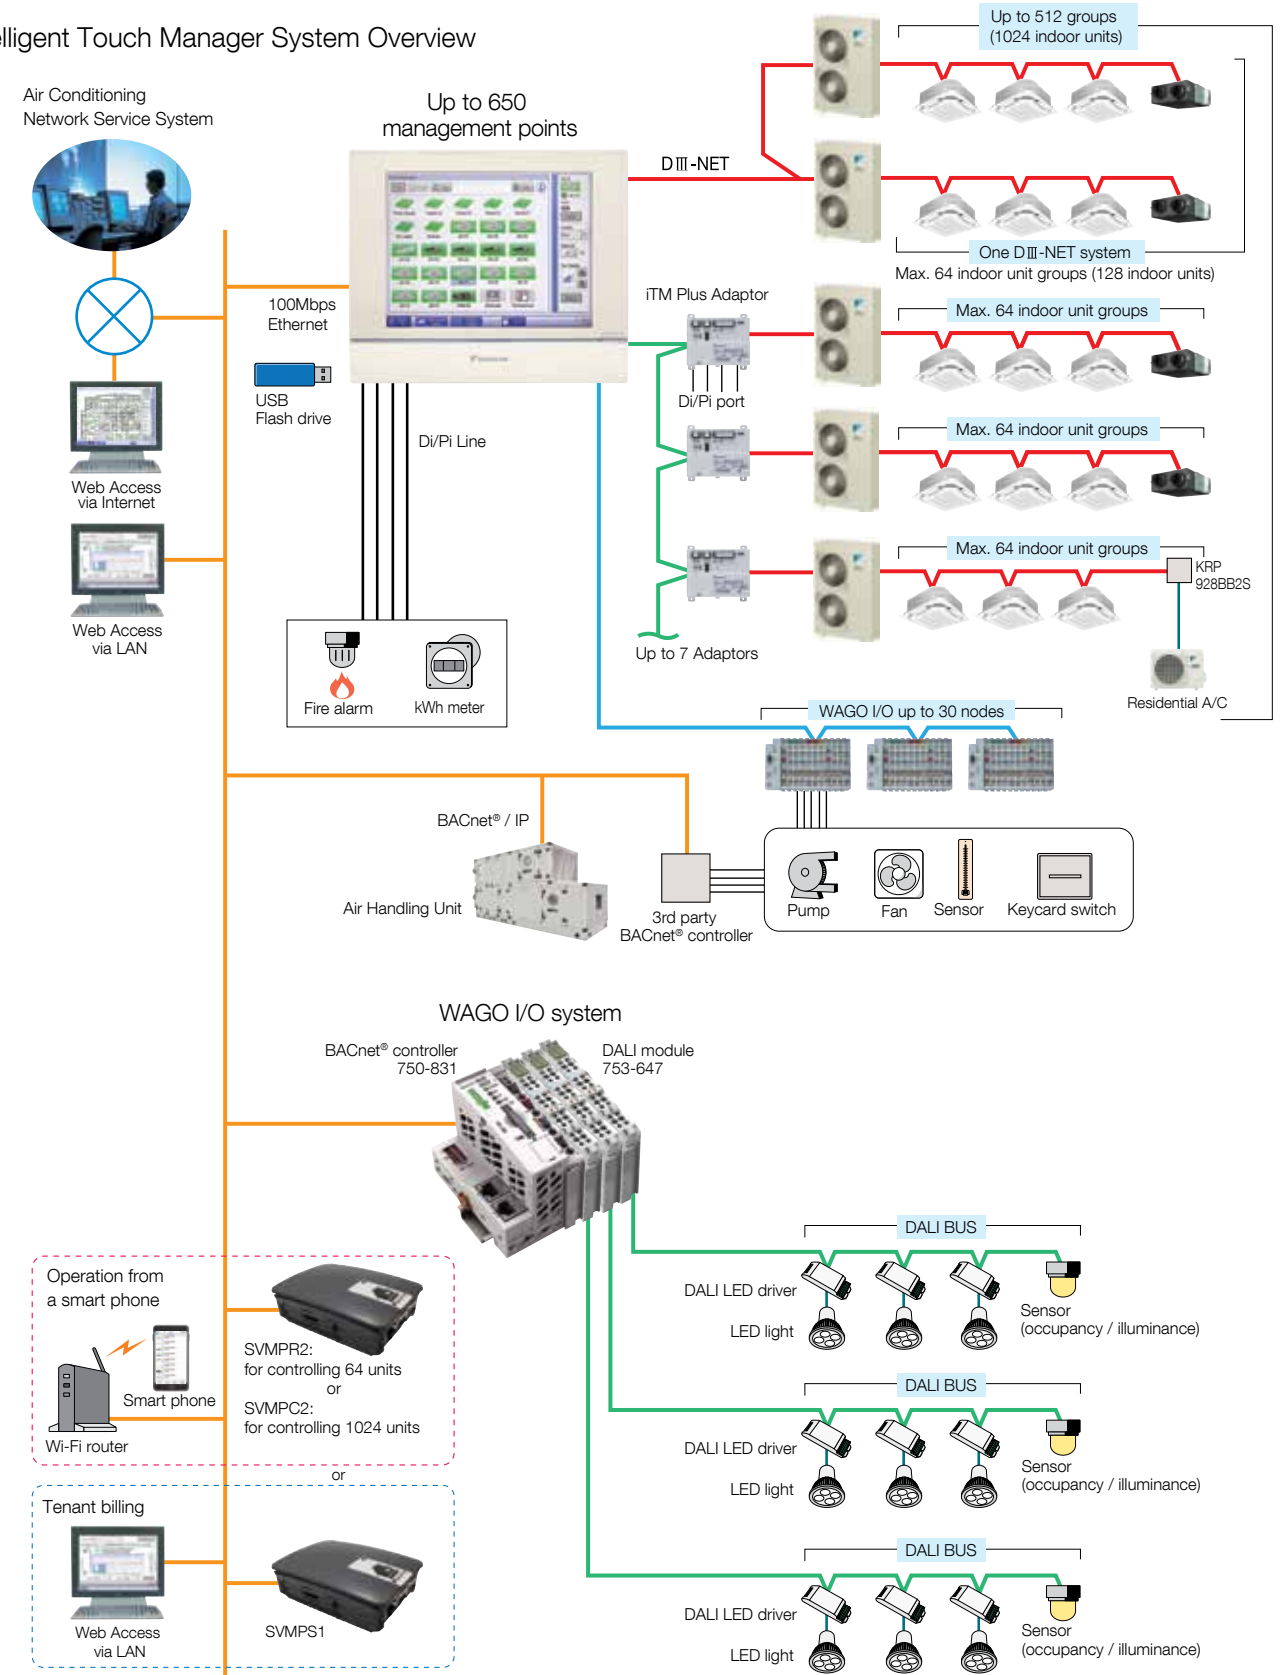 elligent Touch Manager System Overview
Up to 512 groups
(1024 indoor units)
Air Conditioning
Network Service System
Up to 650
management points
DⅢ-NET
One DⅢ-NET system
Max. 64 indoor unit groups (128 indoor units)
100Mbps
Ethernet
iTM Plus Adaptor
Max. 64 indoor unit groups
USB
Flash drive
Di/Pi port
Di/Pi Line
Max. 64 indoor unit groups
Web Access
via Internet
Max. 64 indoor unit groups
KRP
928BB2S
Web Access
via LAN
Up to 7 Adaptors
Fire alarm
kWh meter
Residential A/C
WAGO I/O up to 30 nodes
BACnet® / IP
Air Handling Unit
3rd party
BACnet® controller
Pump
Fan
Sensor
Keycard switch
WAGO I/O system
BACnet® controller
750-831
DALI module
753-647
DALI BUS
DALI LED driver
LED light
Sensor
(occupancy / illuminance)
Operation from
a smart phone
SVMPR2:
for controlling 64 units
or
SVMPC2:
for controlling 1024 units
Smart phone
Wi-Fi router
DALI BUS
DALI LED driver
LED light
Sensor
(occupancy / illuminance)
or
Tenant billing
Web Access
via LAN
SVMPS1
DALI BUS
DALI LED driver
LED light
Sensor
(occupancy / illuminance)